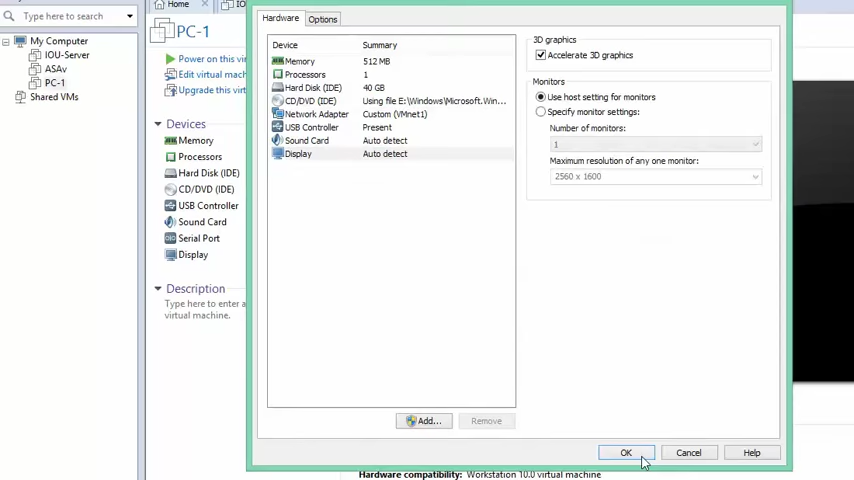 Home
Type here to search
My Computer
IOU-Server
ASAv
PC-1
Shared VMs
PC-1
Power on this vir
Edit virtual mach
Upgrade this virt
Devices
Memory
Processors
Hard Disk (IDE)
CD/DVD (IDE)
USB Controller
Sound Card
Serial Port
Display
Description
Type here to enter a
virtual machine.
Hardware Options
Device Summary
Memory 512 MB
Processors 1
Hard Disk (IDE) 40 GB
CD/DVD (IDE) Using file E:\Windows\Microsoft.Win...
Network Adapter Custom (VMnet1)
USB Controller Present
Sound Card Auto detect
Display Auto detect
Add... Remove
3D graphics
Accelerate 3D graphics
Monitors
Use host setting for monitors
Specify monitor settings:
Number of monitors:
1
Maximum resolution of any one monitor:
2560 x 1600
OK Cancel Help
Hardware compatibility: Workstation 10.0 virtual machine